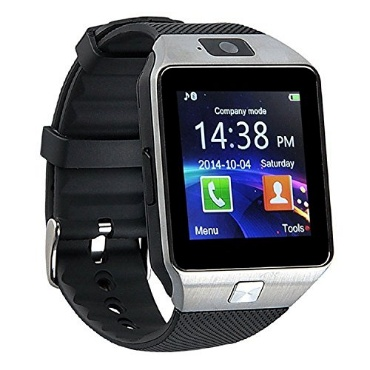 Company mode
14:38 PM
2014-10-04 Saturday
Menu Tools